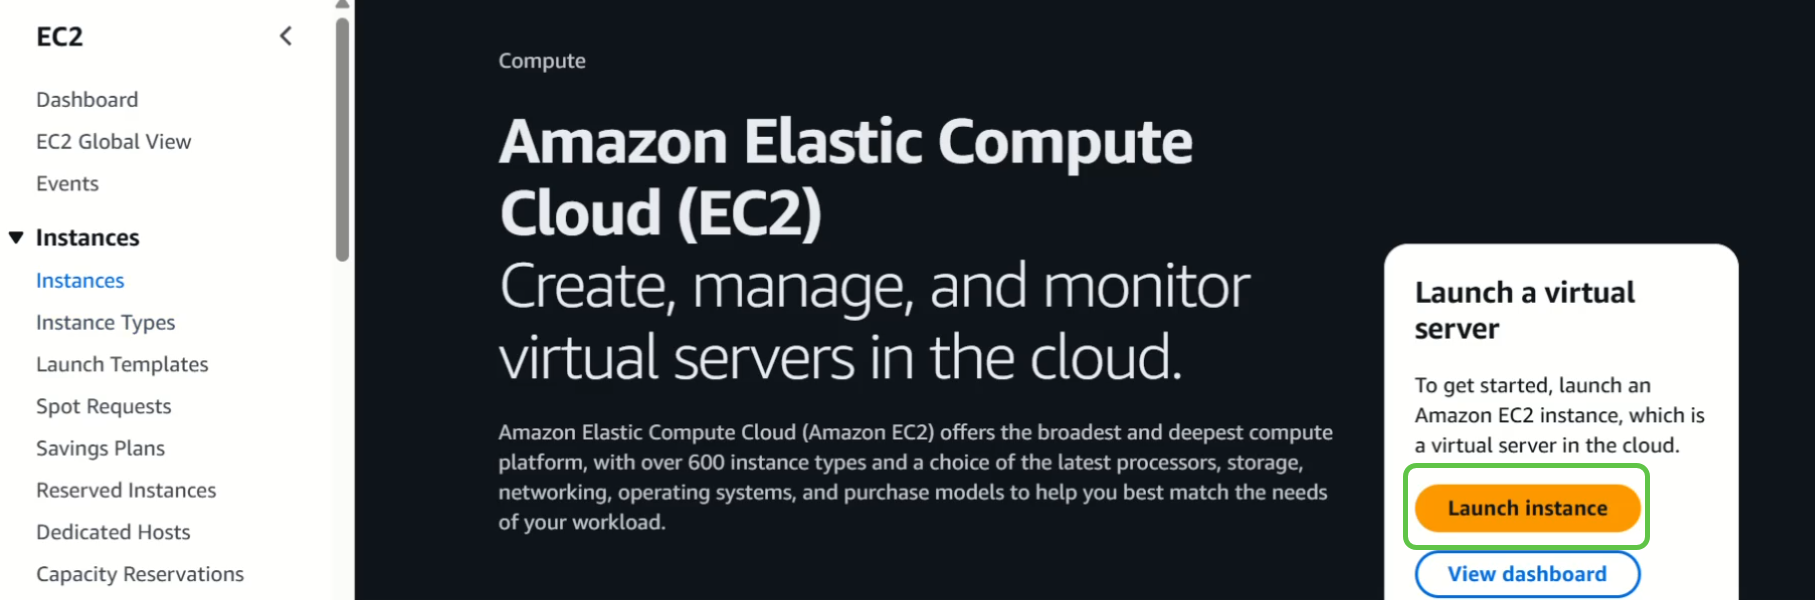 EC2
Dashboard
EC2 Global View
Events
Instances
Instances
Instance Types
Launch Templates
Spot Requests
Savings Plans
Reserved Instances
Dedicated Hosts
Capacity Reservations
Compute
Amazon Elastic Compute
Cloud (EC2)
Create, manage, and monitor
virtual servers in the cloud.
Amazon Elastic Compute Cloud (Amazon EC2) offers the broadest and deepest compute
platform, with over 600 instance types and a choice of the latest processors, storage,
networking, operating systems, and purchase models to help you best match the needs
of your workload.
Launch a virtual
server
To get started, launch an
Amazon EC2 instance, which is
a virtual server in the cloud.
Launch instance
View dashboard